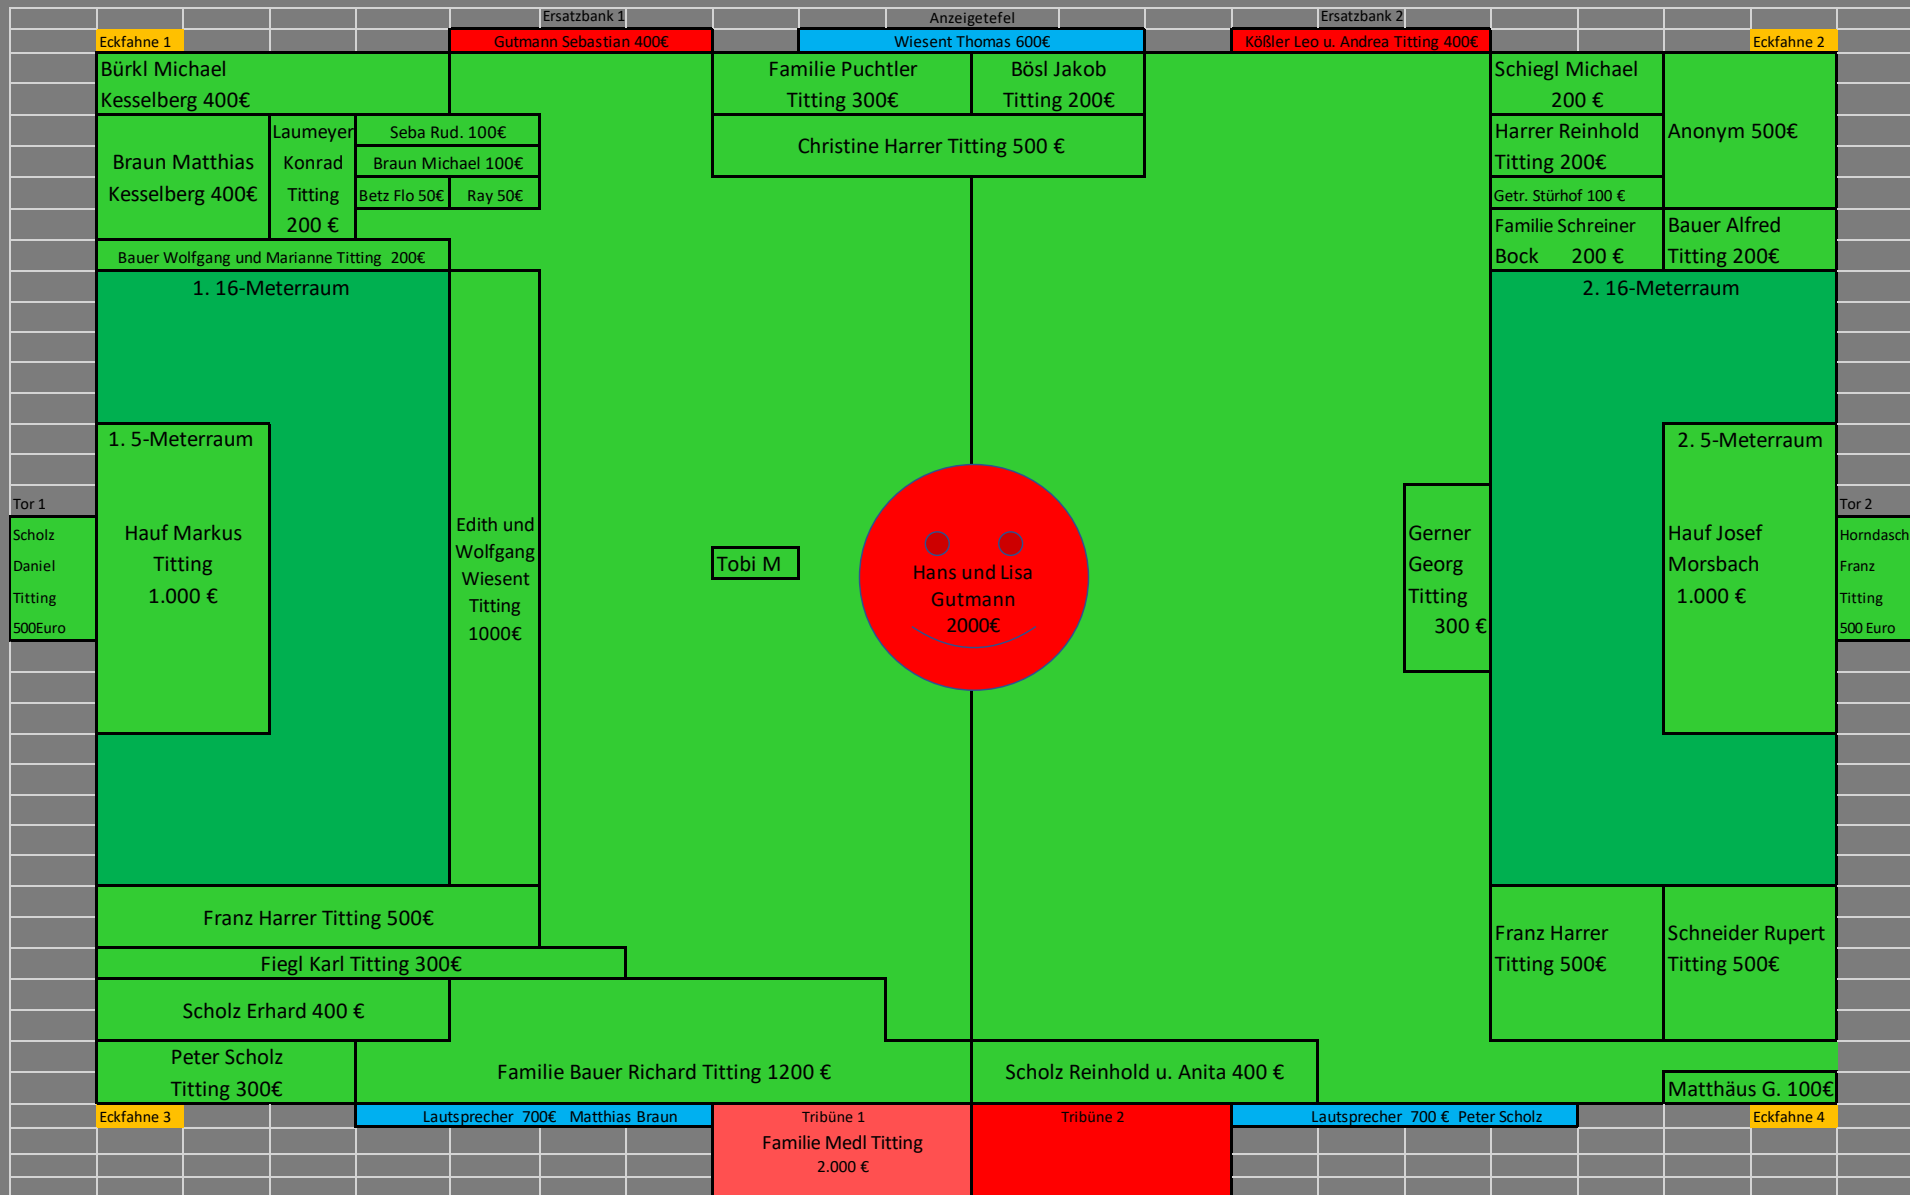 Ersatzbank 1
Anzeigetefel
Ersatzbank 2
Eckfahne 1
Gutmann Sebastian 400€
Wiesent Thomas 600€
Kößler Leo u. Andrea Titting 400€
Eckfahne 2
Bürkl Michael
Kesselberg 400€
Familie Puchtler
Titting 300€
Bösl Jakob
Titting 200€
Schiegl Michael
200 €
Anonym 500€
Braun Matthias
Kesselberg 400€
Laumeyer
Konrad
Titting
200 €
Seba Rud. 100€
Braun Michael 100€
Betz Flo 50€
Ray 50€
Christine Harrer Titting 500 €
Harrer Reinhold
Titting 200€
Getr. Stürhof 100 €
Familie Schreiner
Bock 200 €
Bauer Alfred
Titting 200€
Bauer Wolfgang und Marianne Titting 200€
1. 16-Meterraum
2. 16-Meterraum
1. 5-Meterraum
2. 5-Meterraum
Tor 1
Scholz
Daniel
Titting
500Euro
Hauf Markus
Titting
1.000 €
Edith und
Wolfgang
Wiesent
Titting
1000€
Tobi M
Hans und Lisa
Gutmann
2000€
Gerner
Georg
Titting
300 €
Hauf Josef
Morsbach
1.000 €
Tor 2
Horndasch
Franz
Titting
500 Euro
Franz Harrer Titting 500€
Fiegl Karl Titting 300€
Scholz Erhard 400 €
Franz Harrer
Titting 500€
Schneider Rupert
Titting 500€
Peter Scholz
Titting 300€
Familie Bauer Richard Titting 1200 €
Scholz Reinhold u. Anita 400 €
Matthäus G. 100€
Eckfahne 3
Lautsprecher 700€ Matthias Braun
Tribüne 1
Familie Medl Titting
2.000 €
Tribüne 2
Lautsprecher 700 € Peter Scholz
Eckfahne 4